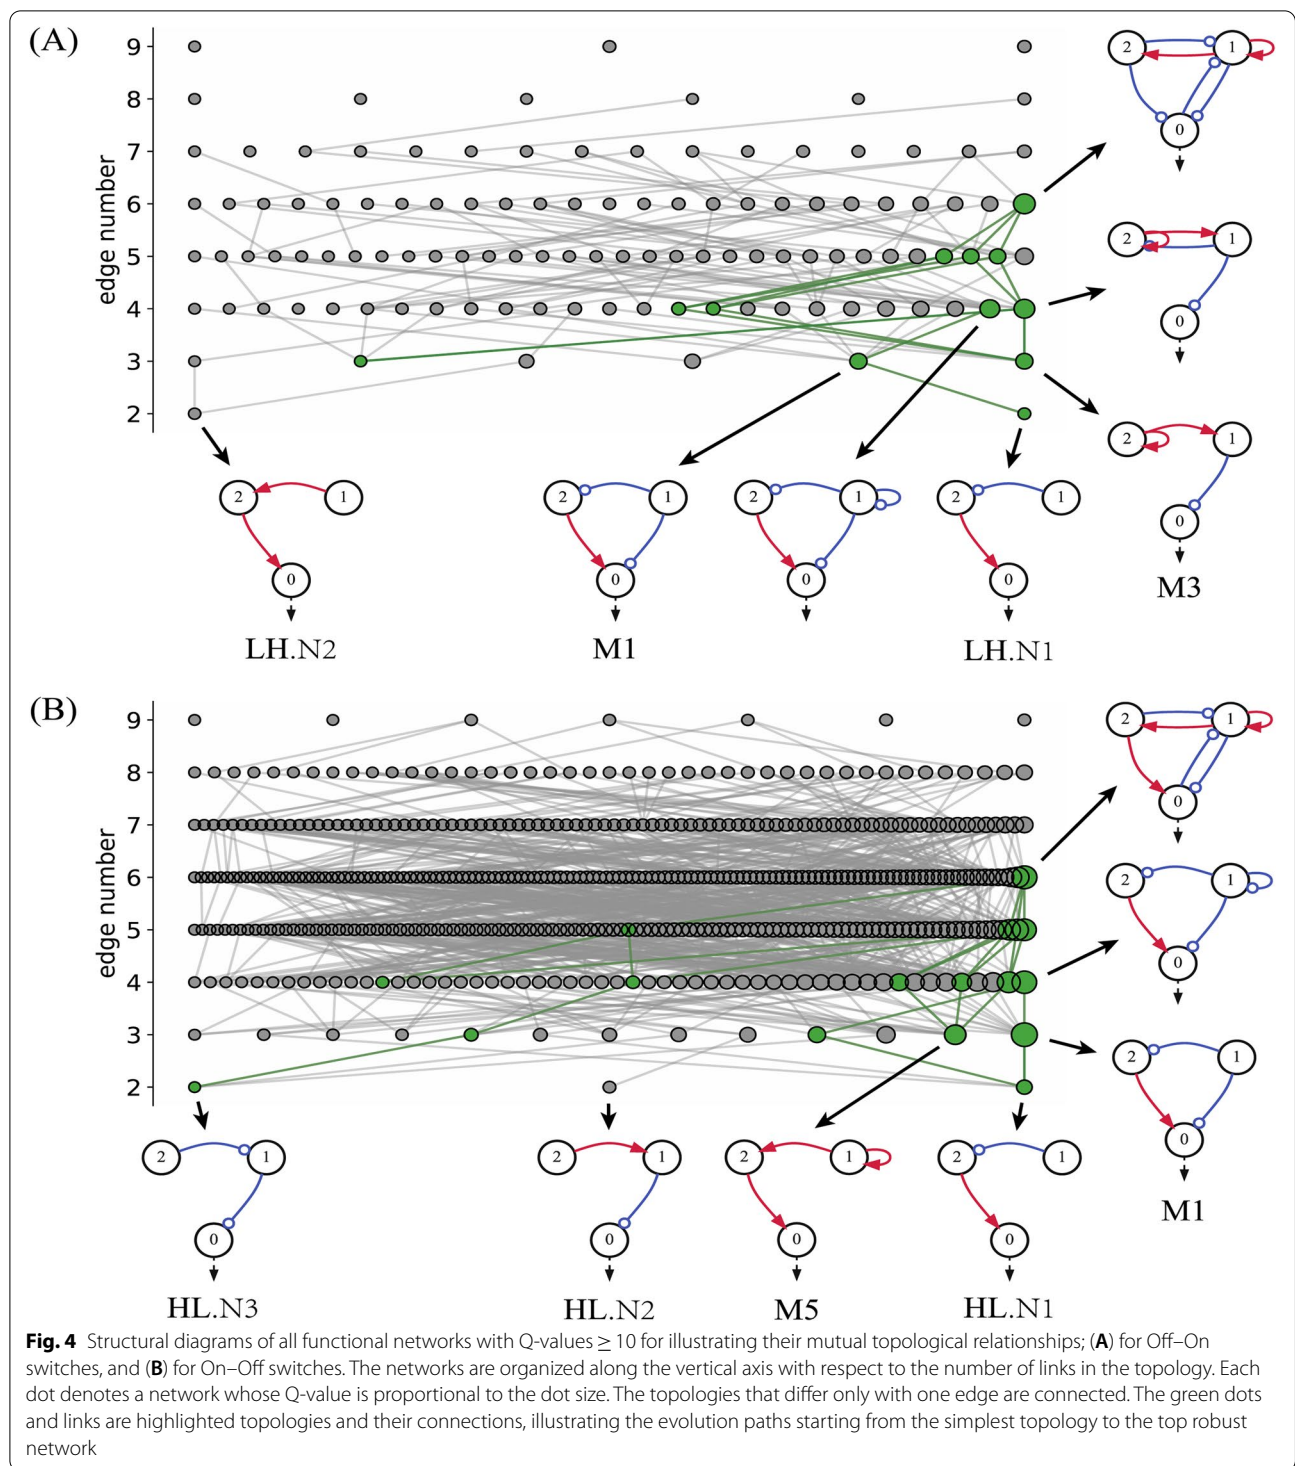 (A)
9
8
7
6
5
4
3
2
edge number
2 1
0
2 1
0
2 1
0
M3
2 1
0
LH.N2
2 1
0
M1
2 1
0
2 1
0
LH.N1
(B)
9
8
7
6
5
4
3
2
edge number
2 1
0
2 1
0
2 1
0
M1
2 1
0
HL.N3
2 1
0
HL.N2
2 1
0
M5
2 1
0
HL.N1
Fig. 4 Structural diagrams of all functional networks with Q-values ≥ 10 for illustrating their mutual topological relationships; (A) for Off–On
switches, and (B) for On–Off switches. The networks are organized along the vertical axis with respect to the number of links in the topology. Each
dot denotes a network whose Q-value is proportional to the dot size. The topologies that differ only with one edge are connected. The green dots
and links are highlighted topologies and their connections, illustrating the evolution paths starting from the simplest topology to the top robust
network